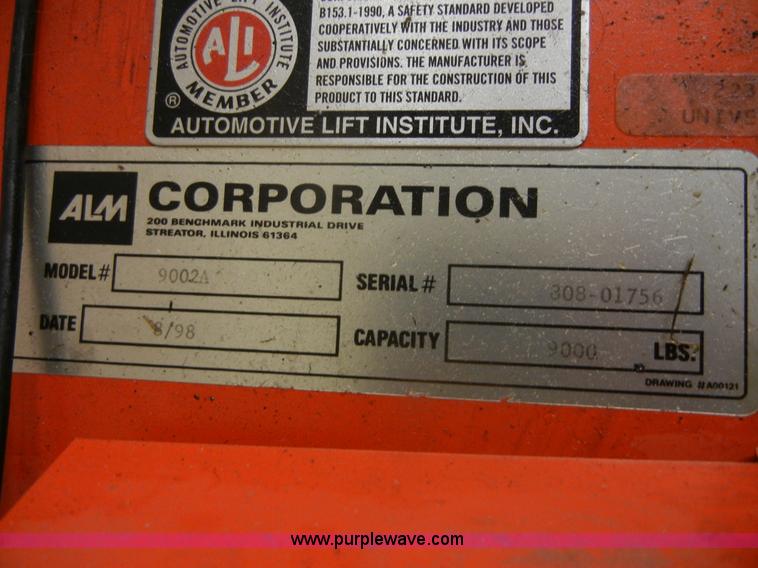 AUTOMOTIVE LIFT INSTITUTE
ALI
MEMBER
®
B153.1-1990, A SAFETY STANDARD DEVELOPED
COOPERATIVELY WITH THE INDUSTRY AND THOSE
SUBSTANTIALLY CONCERNED WITH ITS SCOPE
AND PROVISIONS. THE MANUFACTURER IS
RESPONSIBLE FOR THE CONSTRUCTION OF THIS
PRODUCT TO THIS STANDARD.
AUTOMOTIVE LIFT INSTITUTE, INC.
ALM CORPORATION
200 BENCHMARK INDUSTRIAL DRIVE
STREATOR, ILLINOIS 61364
MODEL# 9002A SERIAL# 308-01756
DATE 8/98 CAPACITY 9000 LBS.
DRAWING #A00121
www.purplewave.com